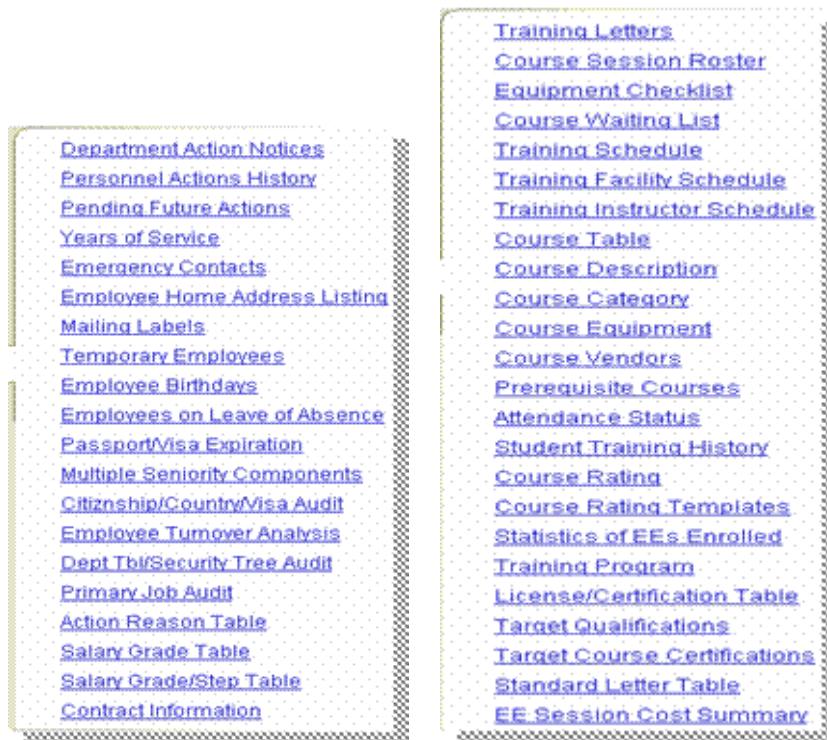 Department Action Notices
Personnel Actions History
Pending Future Actions
Years of Service
Emergency Contacts
Employee Home Address Listing
Mailing Labels
Temporary Employees
Employee Birthdays
Employees on Leave of Absence
Passport/Visa Expiration
Multiple Seniority Components
Citiznship/Country/Visa Audit
Employee Turnover Analysis
Dept Tbl/Security Tree Audit
Primary Job Audit
Action Reason Table
Salary Grade Table
Salary Grade/Step Table
Contract Information
Training Letters
Course Session Roster
Equipment Checklist
Course Waiting List
Training Schedule
Training Facility Schedule
Training Instructor Schedule
Course Table
Course Description
Course Category
Course Equipment
Course Vendors
Prerequisite Courses
Attendance Status
Student Training History
Course Rating
Course Rating Templates
Statistics of EEs Enrolled
Training Program
License/Certification Table
Target Qualifications
Target Course Certifications
Standard Letter Table
EE Session Cost Summary